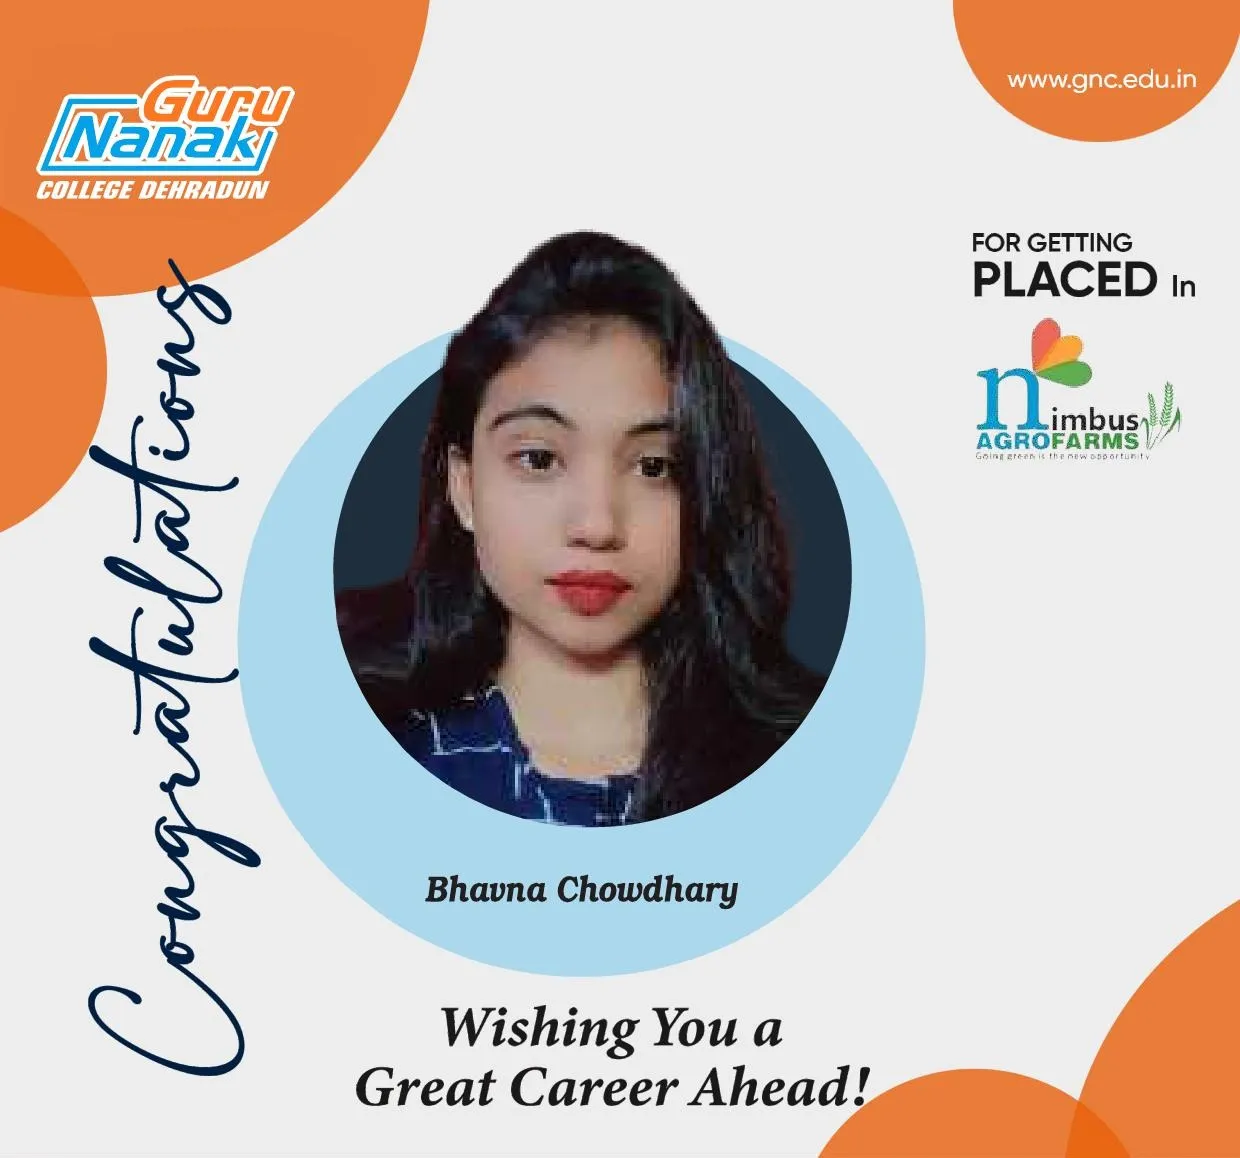 Guru
Nanak
COLLEGE DEHRADUN
www.gnc.edu.in
Congratulations
FOR GETTING
PLACED In
nimbus
AGROFARMS
Going green is the new opportunity
Bhavna Chowdhary
Wishing You a
Great Career Ahead!